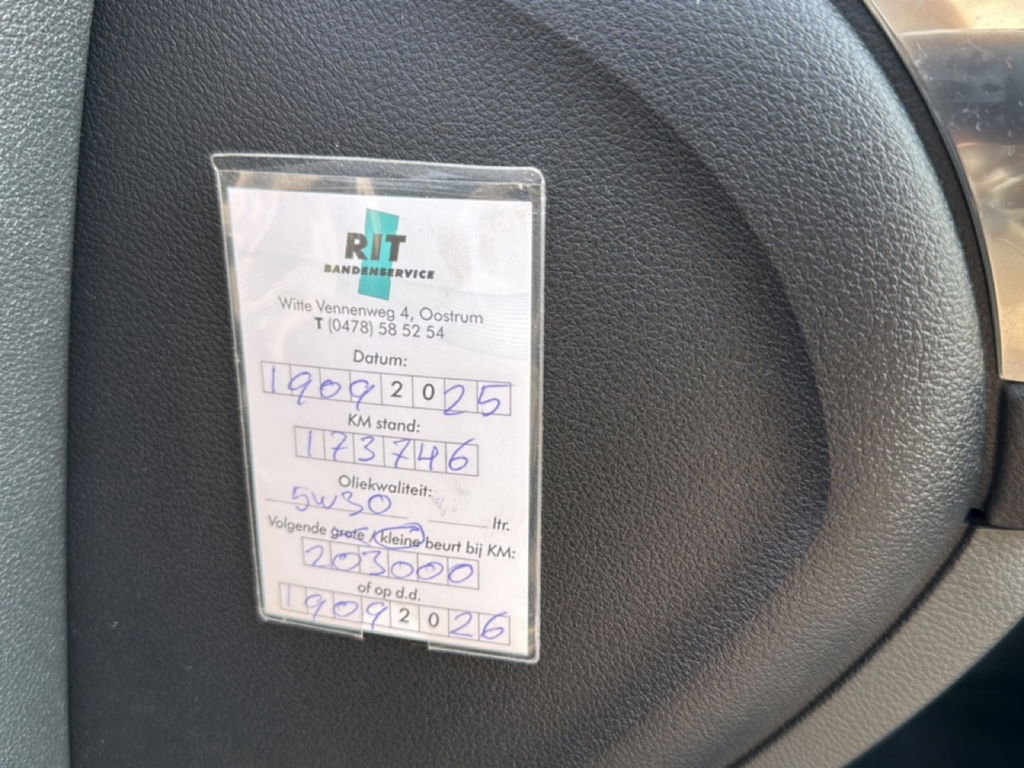 RIT
BANDENSERVICE
Witte Vennenweg 4, Oostrum
T (0478) 58 52 54
Datum:
19092025
KM stand:
173746
Oliekwaliteit:
5W30 ltr.
Volgende grote / kleine beurt bij KM:
203000
of op d.d.
19092026